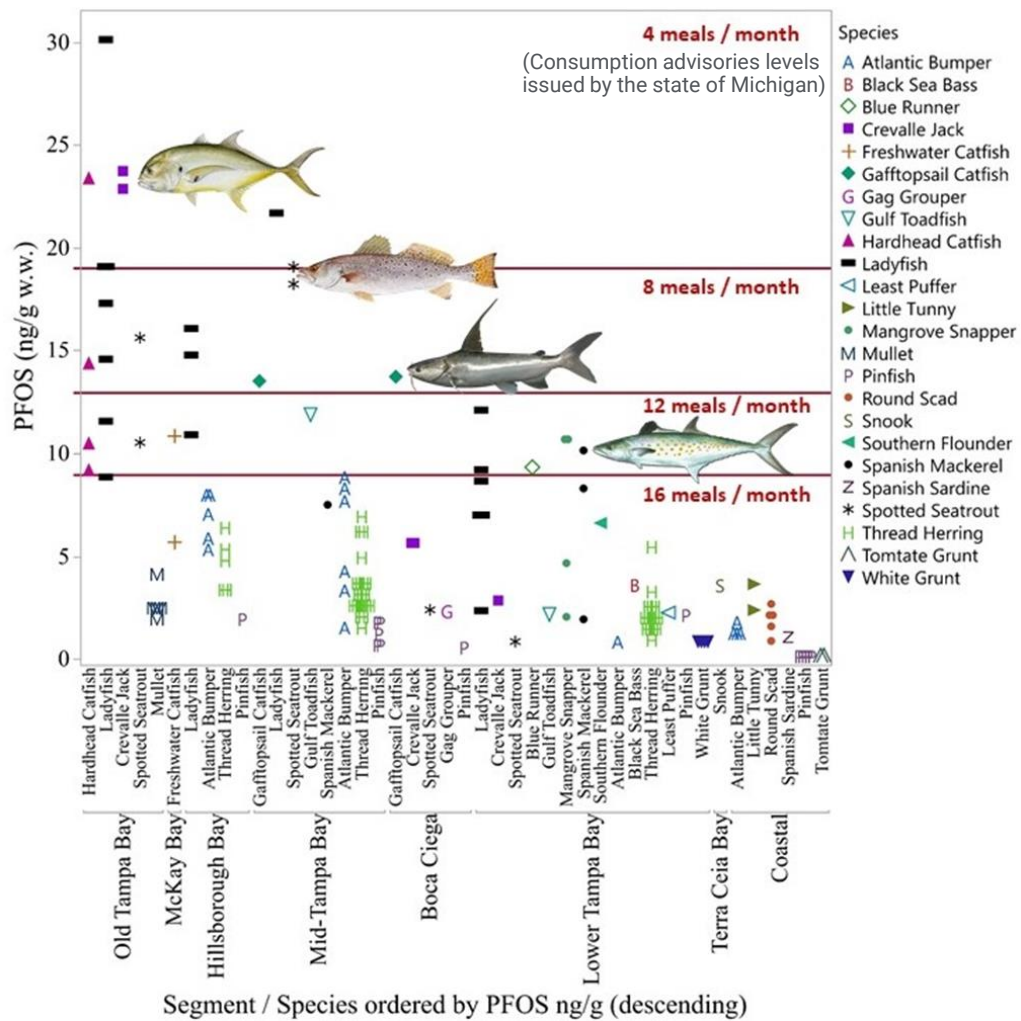 4 meals / month
(Consumption advisories levels
issued by the state of Michigan)
8 meals / month
12 meals / month
16 meals / month
PFOS (ng/g w.w.)
30
25
20
15
10
5
0
Species
Atlantic Bumper
Black Sea Bass
Blue Runner
Crevalle Jack
Freshwater Catfish
Gafftopsail Catfish
Gag Grouper
Gulf Toadfish
Hardhead Catfish
Ladyfish
Least Puffer
Little Tunny
Mangrove Snapper
Mullet
Pinfish
Round Scad
Snook
Southern Flounder
Spanish Mackerel
Spanish Sardine
Spotted Seatrout
Thread Herring
Tomtate Grunt
White Grunt
Hardhead Catfish
Ladyfish
Crevalle Jack
Spotted Seatrout
Mullet
Freshwater Catfish
Ladyfish
Atlantic Bumper
Thread Herring
Pinfish
Gafftopsail Catfish
Ladyfish
Spotted Seatrout
Gulf Toadfish
Spanish Mackerel
Atlantic Bumper
Thread Herring
Pinfish
Gafftopsail Catfish
Crevalle Jack
Spotted Seatrout
Gag Grouper
Pinfish
Ladyfish
Crevalle Jack
Spotted Seatrout
Blue Runner
Gulf Toadfish
Mangrove Snapper
Spanish Mackerel
Southern Flounder
Atlantic Bumper
Black Sea Bass
Thread Herring
Least Puffer
Pinfish
White Grunt
Snook
Atlantic Bumper
Little Tunny
Round Scad
Spanish Sardine
Pinfish
Tomtate Grunt
Old Tampa Bay
McKay Bay
Hillsborough Bay
Mid-Tampa Bay
Boca Ciega
Lower Tampa Bay
Terra Ceia Bay
Coastal
Segment / Species ordered by PFOS ng/g (descending)